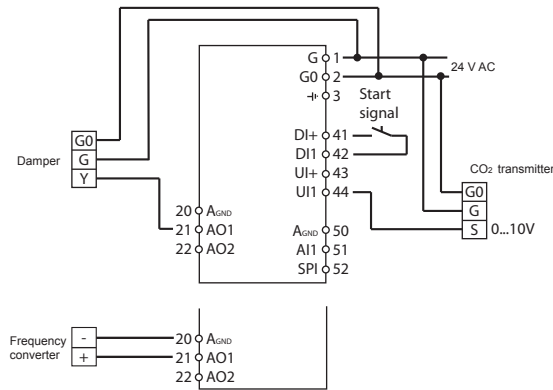 G 1
G0 2
3
24 V AC
Start
signal
DI+ 41
DI1 42
UI+ 43
UI1 44
Damper
G0
G
Y
CO2 transmitter
G0
G
S 0...10V
20 AGND
21 AO1
22 AO2
AGND 50
AI1 51
SPI 52
Frequency
converter
-
+
20 AGND
21 AO1
22 AO2